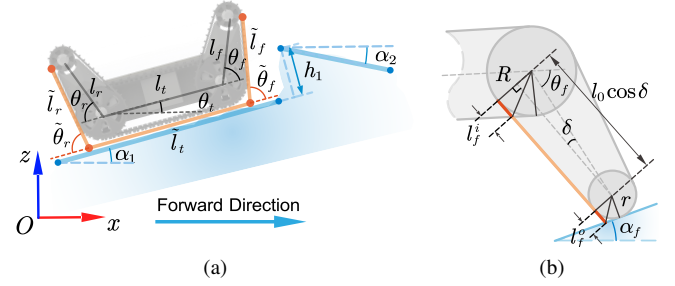 l_f
θ_f
l̃_f
h_1
α_2
l_r
l_t
θ_r
θ_t
θ̃_f
l̃_r
θ̃_r
l̃_t
α_1
z
O
x
Forward Direction
(a)
R
θ_f
l_0 cos δ
l_f^i
δ
r
l_f^o
α_f
(b)